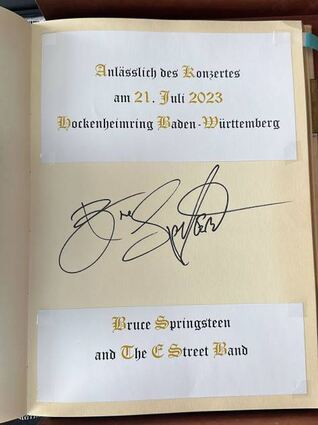 Anlässlich des Konzertes
am 21. Juli 2023
Hockenheimring Baden-Württemberg
Bruce Springsteen
and The E Street Band